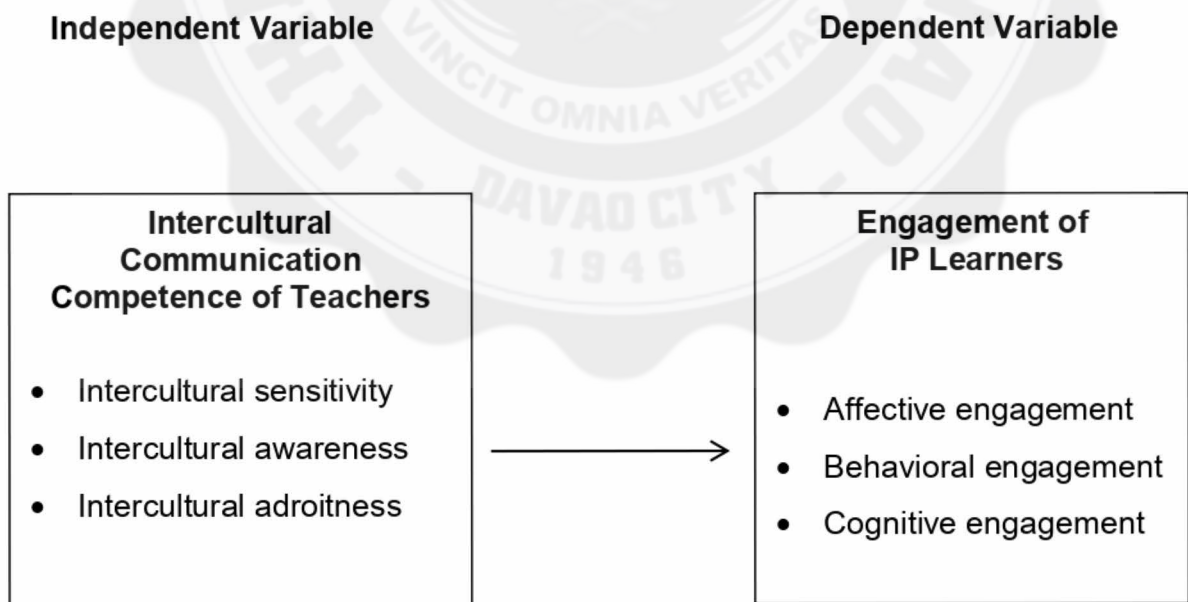 Independent Variable
Dependent Variable
VINCIT OMNIA VERITAS
DAVAO CITY
1946
Intercultural
Communication
Competence of Teachers
• Intercultural sensitivity
• Intercultural awareness
• Intercultural adroitness
Engagement of
IP Learners
• Affective engagement
• Behavioral engagement
• Cognitive engagement